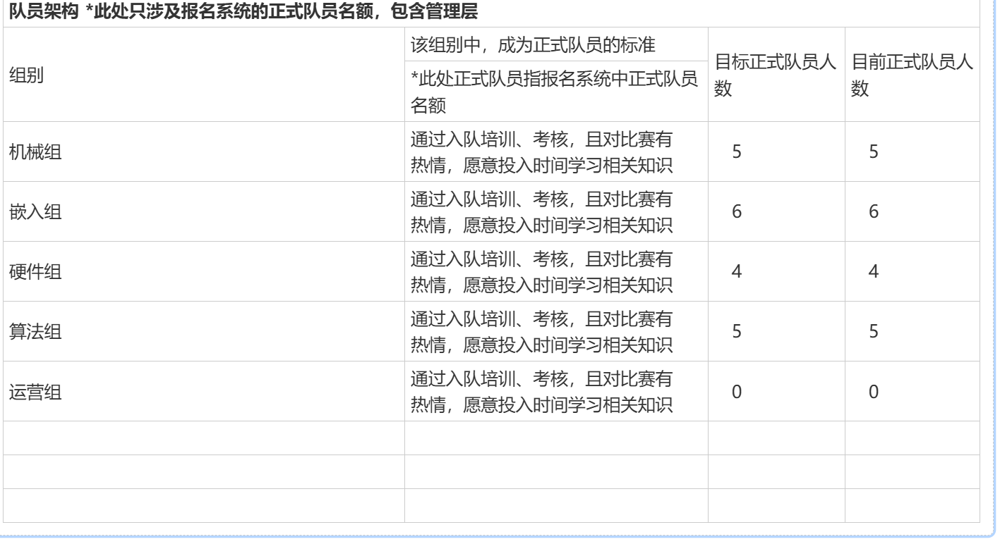 队员架构 *此处只涉及报名系统的正式队员名额，包含管理层
组别
该组别中，成为正式队员的标准
*此处正式队员指报名系统中正式队员
名额
目标正式队员人
数
目前正式队员人
数
机械组
通过入队培训、考核，且对比赛有
热情，愿意投入时间学习相关知识
5
5
嵌入组
通过入队培训、考核，且对比赛有
热情，愿意投入时间学习相关知识
6
6
硬件组
通过入队培训、考核，且对比赛有
热情，愿意投入时间学习相关知识
4
4
算法组
通过入队培训、考核，且对比赛有
热情，愿意投入时间学习相关知识
5
5
运营组
通过入队培训、考核，且对比赛有
热情，愿意投入时间学习相关知识
0
0